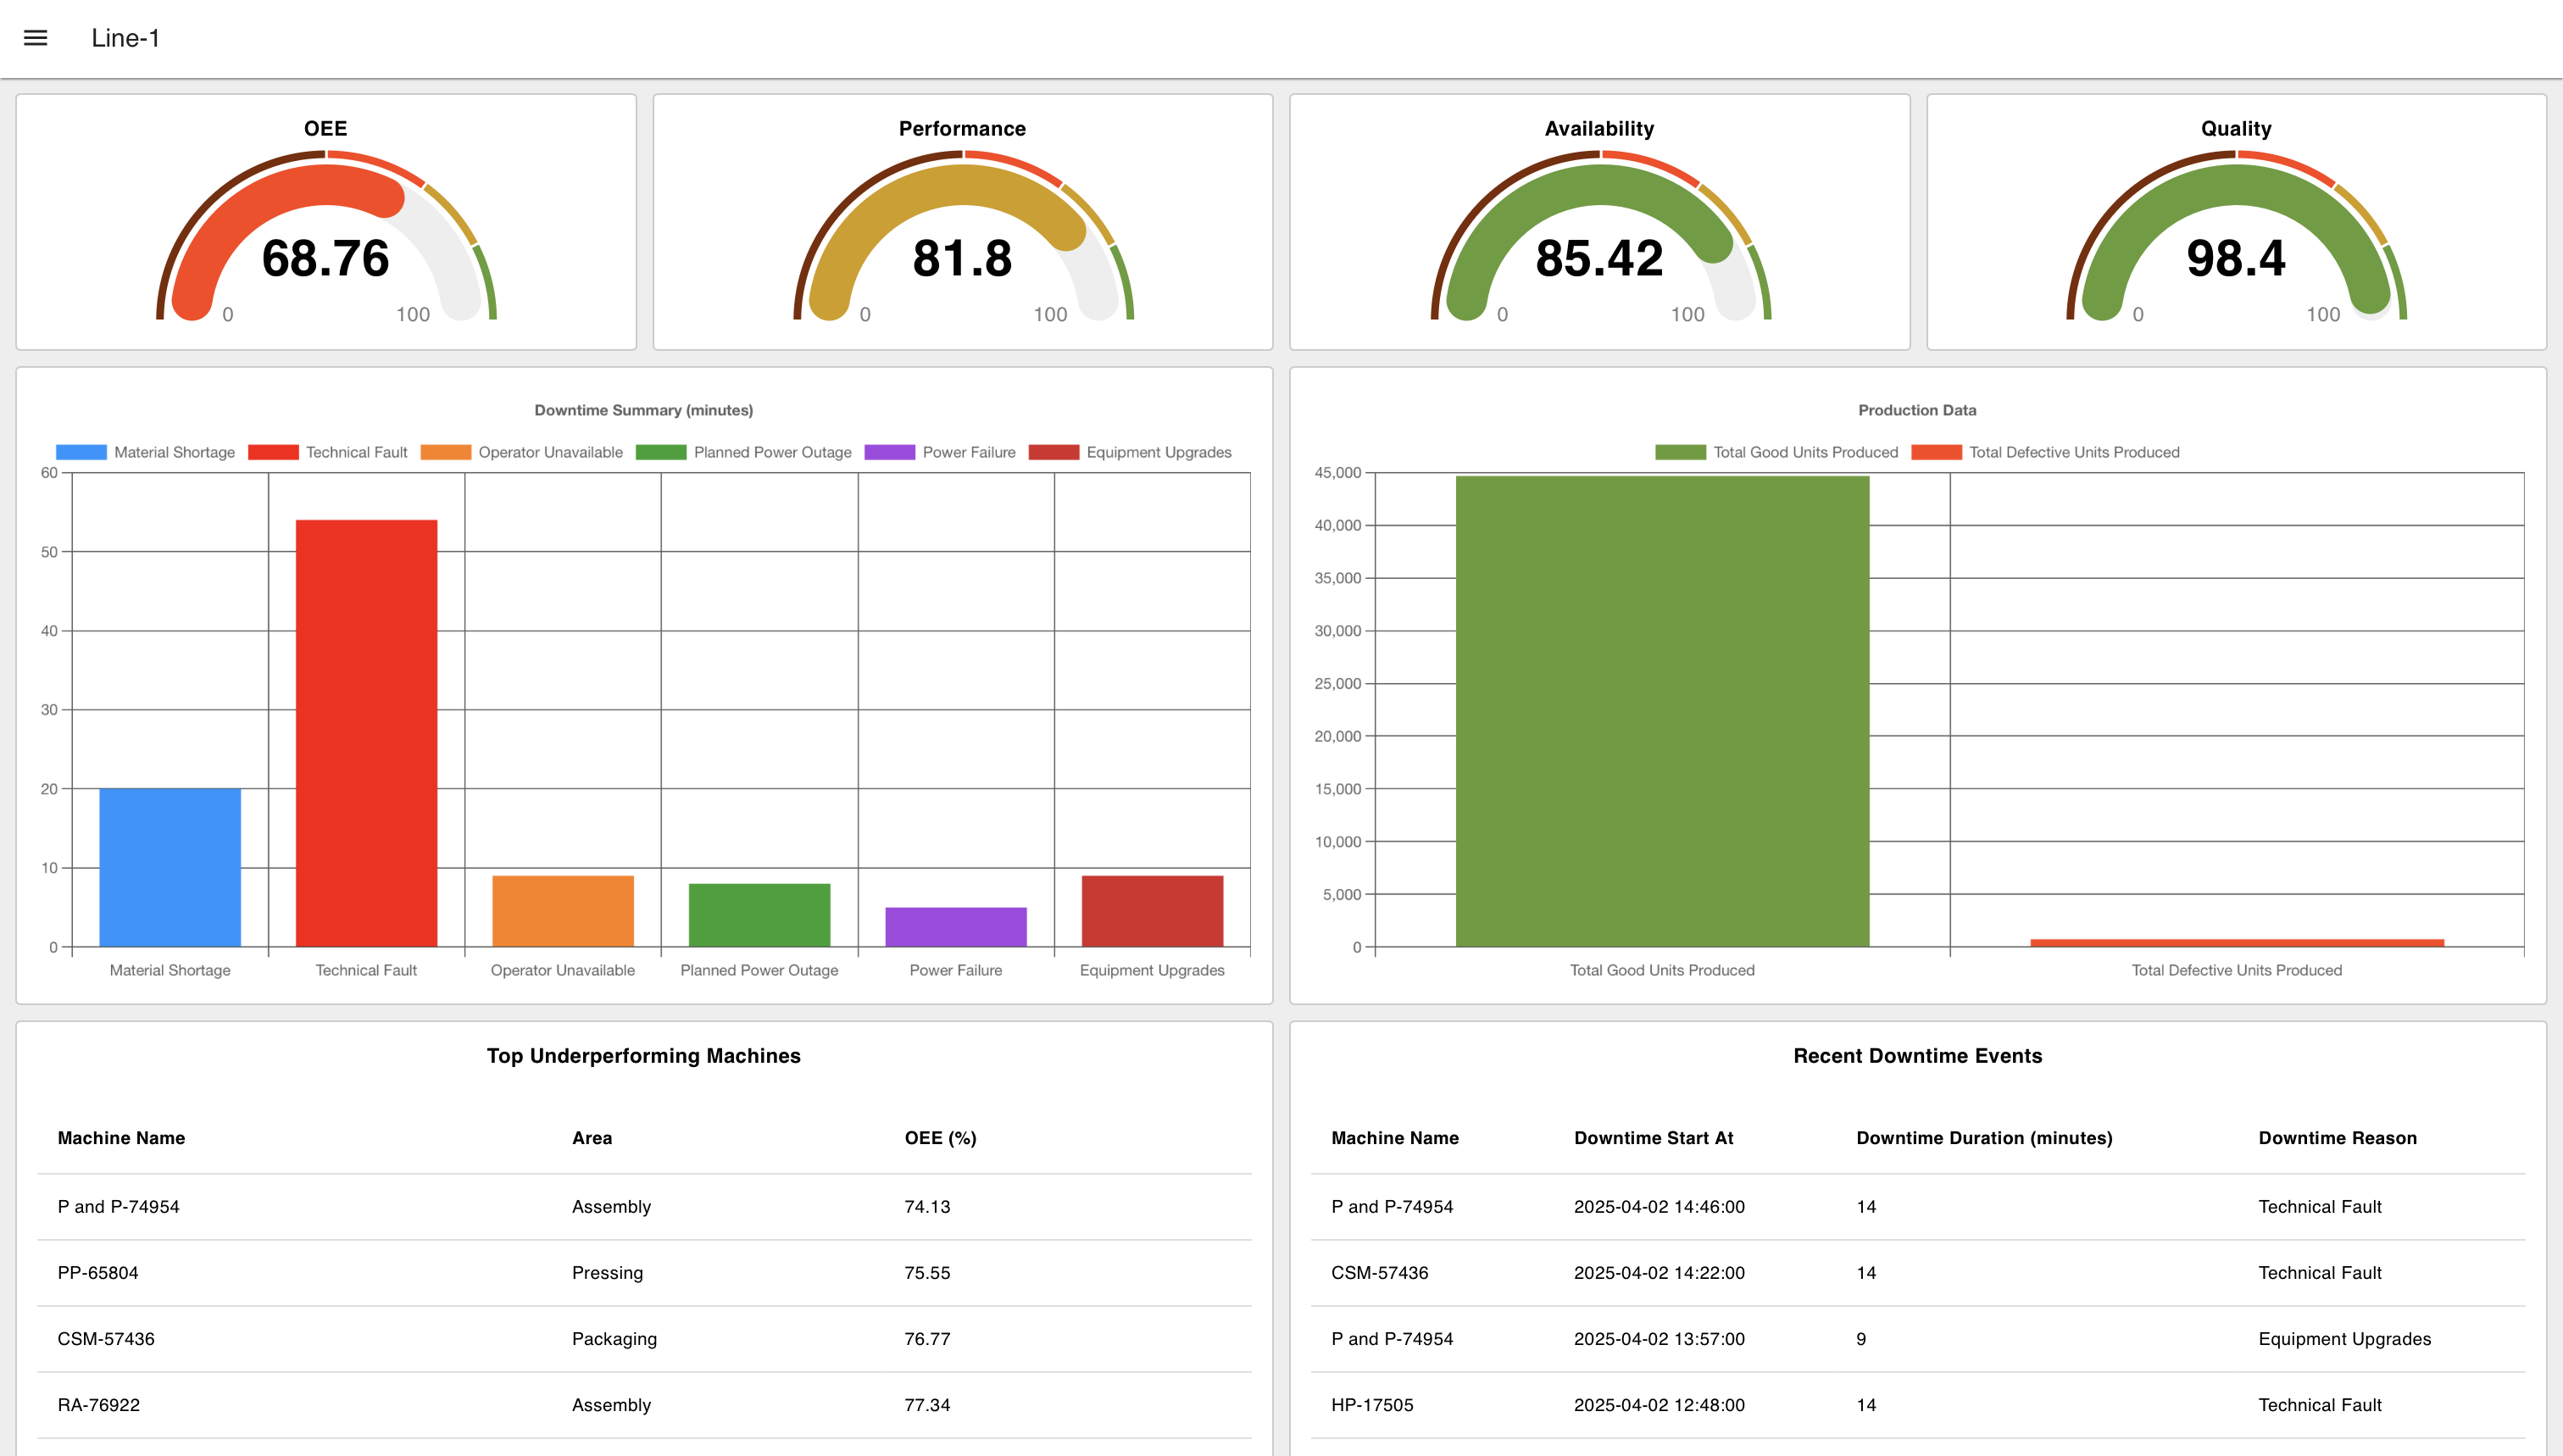 Line-1
OEE
68.76
0 100
Performance
81.8
0 100
Availability
85.42
0 100
Quality
98.4
0 100
Downtime Summary (minutes)
Material Shortage Technical Fault Operator Unavailable Planned Power Outage Power Failure Equipment Upgrades
60
50
40
30
20
10
0
Material Shortage Technical Fault Operator Unavailable Planned Power Outage Power Failure Equipment Upgrades
Production Data
Total Good Units Produced Total Defective Units Produced
45,000
40,000
35,000
30,000
25,000
20,000
15,000
10,000
5,000
0
Total Good Units Produced Total Defective Units Produced
Top Underperforming Machines
Machine Name Area OEE (%)
P and P-74954 Assembly 74.13
PP-65804 Pressing 75.55
CSM-57436 Packaging 76.77
RA-76922 Assembly 77.34
Recent Downtime Events
Machine Name Downtime Start At Downtime Duration (minutes) Downtime Reason
P and P-74954 2025-04-02 14:46:00 14 Technical Fault
CSM-57436 2025-04-02 14:22:00 14 Technical Fault
P and P-74954 2025-04-02 13:57:00 9 Equipment Upgrades
HP-17505 2025-04-02 12:48:00 14 Technical Fault